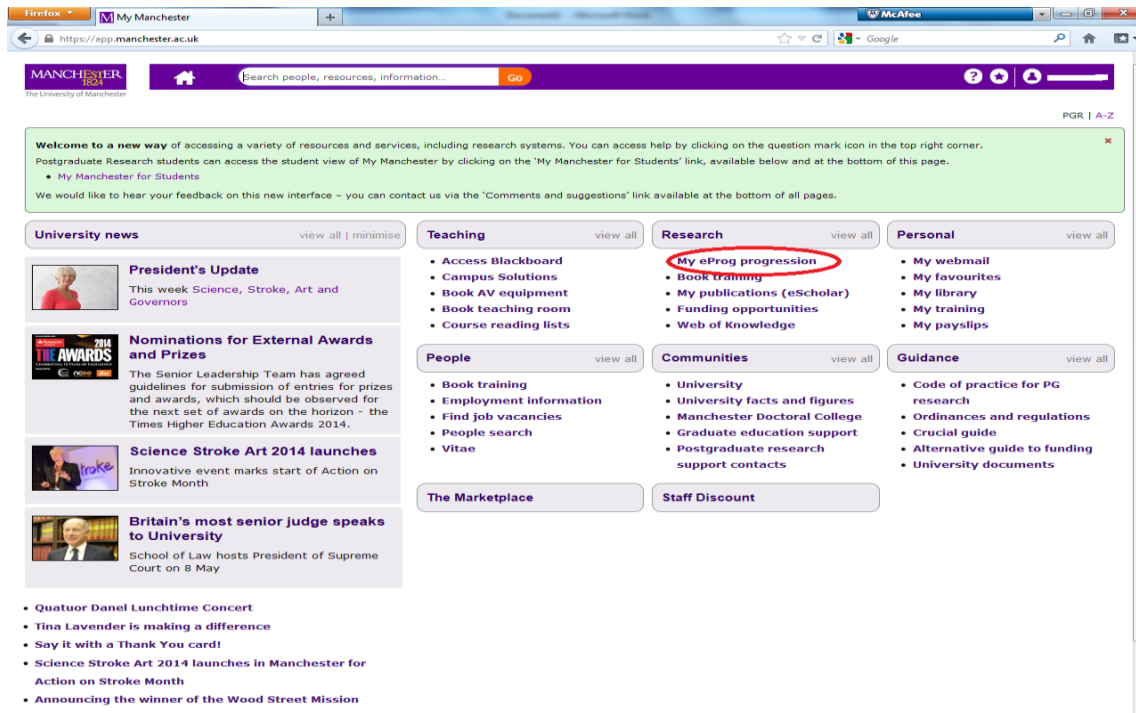 Firefox
My Manchester
McAfee
https://app.manchester.ac.uk
Google
MANCHESTER
1824
The University of Manchester
Search people, resources, information...
Go
PGR | A-Z
Welcome to a new way of accessing a variety of resources and services, including research systems. You can access help by clicking on the question mark icon in the top right corner.
Postgraduate Research students can access the student view of My Manchester by clicking on the 'My Manchester for Students' link, available below and at the bottom of this page.
• My Manchester for Students
We would like to hear your feedback on this new interface – you can contact us via the 'Comments and suggestions' link available at the bottom of all pages.
University news view all | minimise
President's Update
This week Science, Stroke, Art and
Governors
2014
THE AWARDS
Nominations for External Awards
and Prizes
The Senior Leadership Team has agreed
guidelines for submission of entries for prizes
and awards, which should be observed for
the next set of awards on the horizon - the
Times Higher Education Awards 2014.
Science Stroke Art 2014 launches
Innovative event marks start of Action on
Stroke Month
Britain's most senior judge speaks
to University
School of Law hosts President of Supreme
Court on 8 May
• Quatuor Danel Lunchtime Concert
• Tina Lavender is making a difference
• Say it with a Thank You card!
• Science Stroke Art 2014 launches in Manchester for
Action on Stroke Month
• Announcing the winner of the Wood Street Mission
Teaching view all
• Access Blackboard
• Campus Solutions
• Book AV equipment
• Book teaching room
• Course reading lists
Research view all
• My eProg progression
• Book training
• My publications (eScholar)
• Funding opportunities
• Web of Knowledge
Personal view all
• My webmail
• My favourites
• My library
• My training
• My payslips
People view all
• Book training
• Employment information
• Find job vacancies
• People search
• Vitae
Communities view all
• University
• University facts and figures
• Manchester Doctoral College
• Graduate education support
• Postgraduate research
support contacts
Guidance view all
• Code of practice for PG
research
• Ordinances and regulations
• Crucial guide
• Alternative guide to funding
• University documents
The Marketplace
Staff Discount